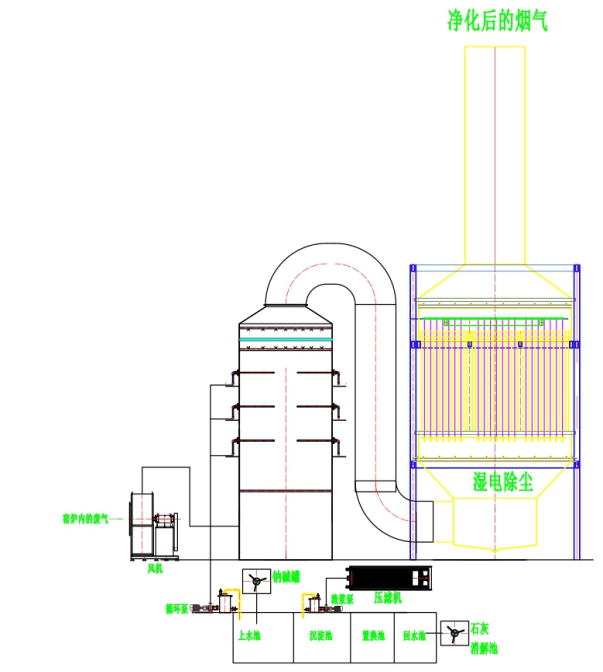 净化后的烟气
湿电除尘
窑炉内的废气
风机
钠碱罐
循环泵
渣浆泵
压滤机
上水池
沉淀池
置换池
回水池
石灰
消解池